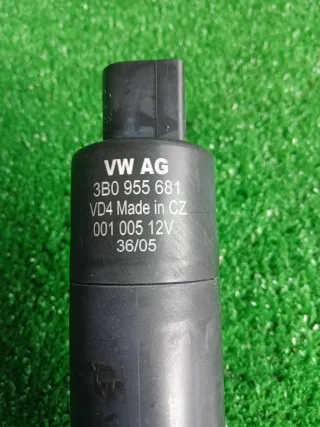 VW AG
3B0 955 681
VD4 Made in CZ
001 005 12V
36/05